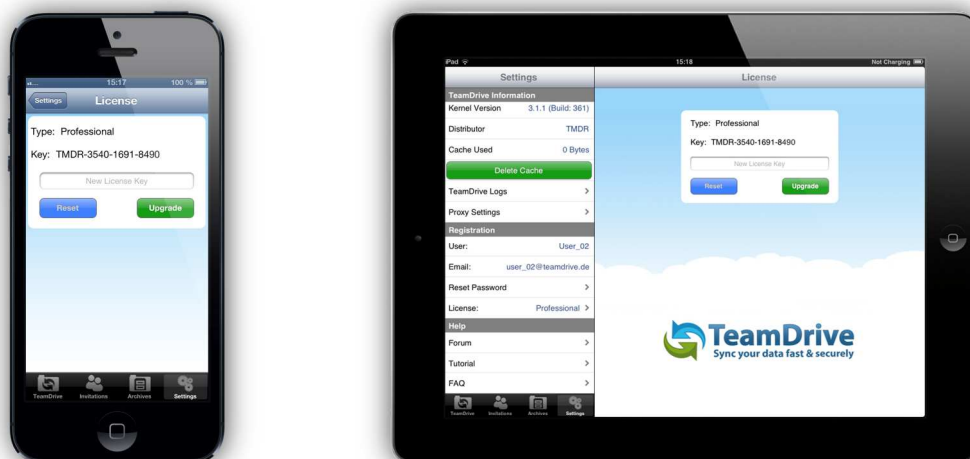 15:17 100 %
Settings License
Type: Professional
Key: TMDR-3540-1691-8490
New License Key
Reset Upgrade
TeamDrive Invitations Archives Settings
iPad 15:18 Not Charging
Settings License
TeamDrive Information
Kernel Version 3.1.1 (Build: 361)
Distributor TMDR
Cache Used 0 Bytes
Delete Cache
TeamDrive Logs
Proxy Settings
Registration
User: User_02
Email: user_02@teamdrive.de
Reset Password
License: Professional
Help
Forum
Tutorial
FAQ
TeamDrive Invitations Archives Settings
Type: Professional
Key: TMDR-3540-1691-8490
New License Key
Reset Upgrade
TeamDrive
Sync your data fast & securely